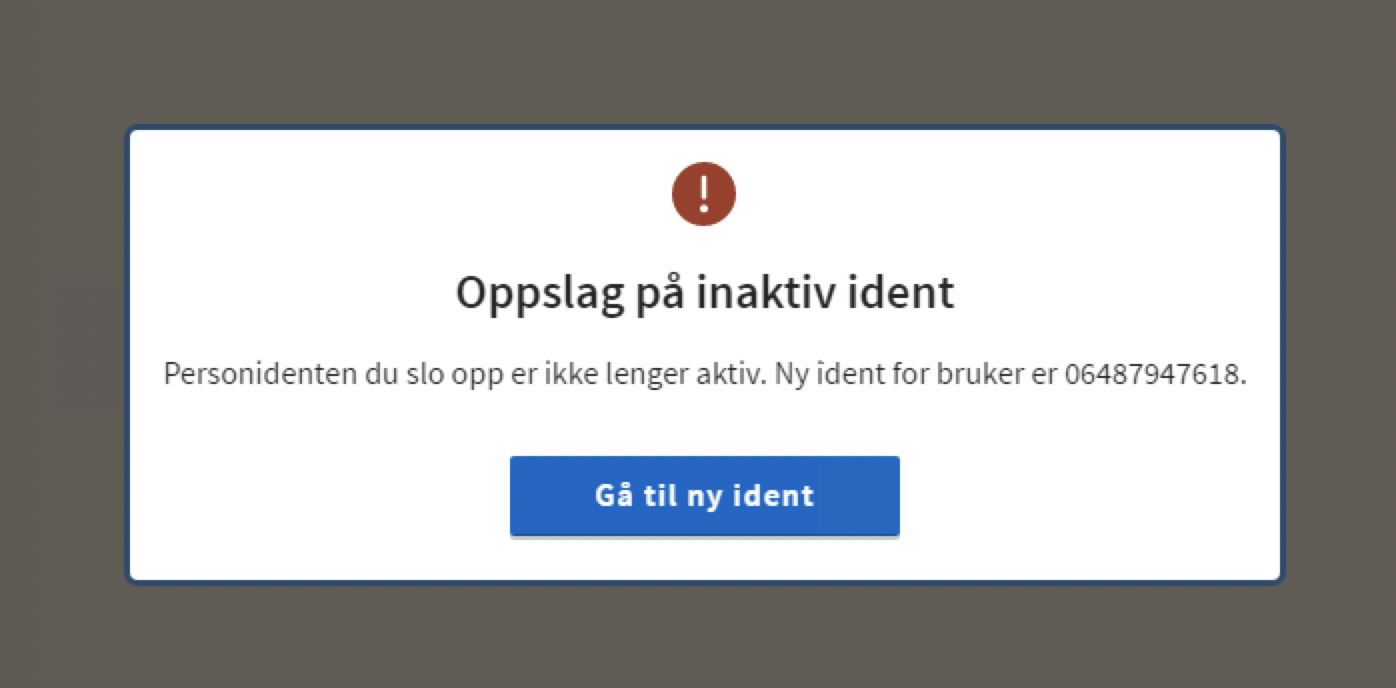 Oppslag på inaktiv ident
Personidenten du slo opp er ikke lenger aktiv. Ny ident for bruker er 06487947618.
Gå til ny ident